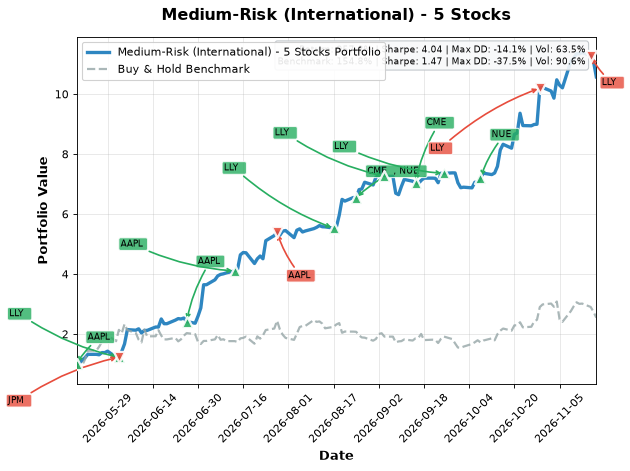 Medium-Risk (International) - 5 Stocks
Medium-Risk (International) - 5 Stocks Portfolio
Buy & Hold Benchmark
Sharpe: 4.04 | Max DD: -14.1% | Vol: 63.5%
Benchmark: 154.8% | Sharpe: 1.47 | Max DD: -37.5% | Vol: 90.6%
Portfolio Value
10
8
6
4
2
LLY
CME
LLY
NUE
LLY
LLY
LLY
CME
NUE
LLY
AAPL
AAPL
AAPL
LLY
AAPL
JPM
2026-05-29
2026-06-14
2026-06-30
2026-07-16
2026-08-01
2026-08-17
2026-09-02
2026-09-18
2026-10-04
2026-10-20
2026-11-05
Date